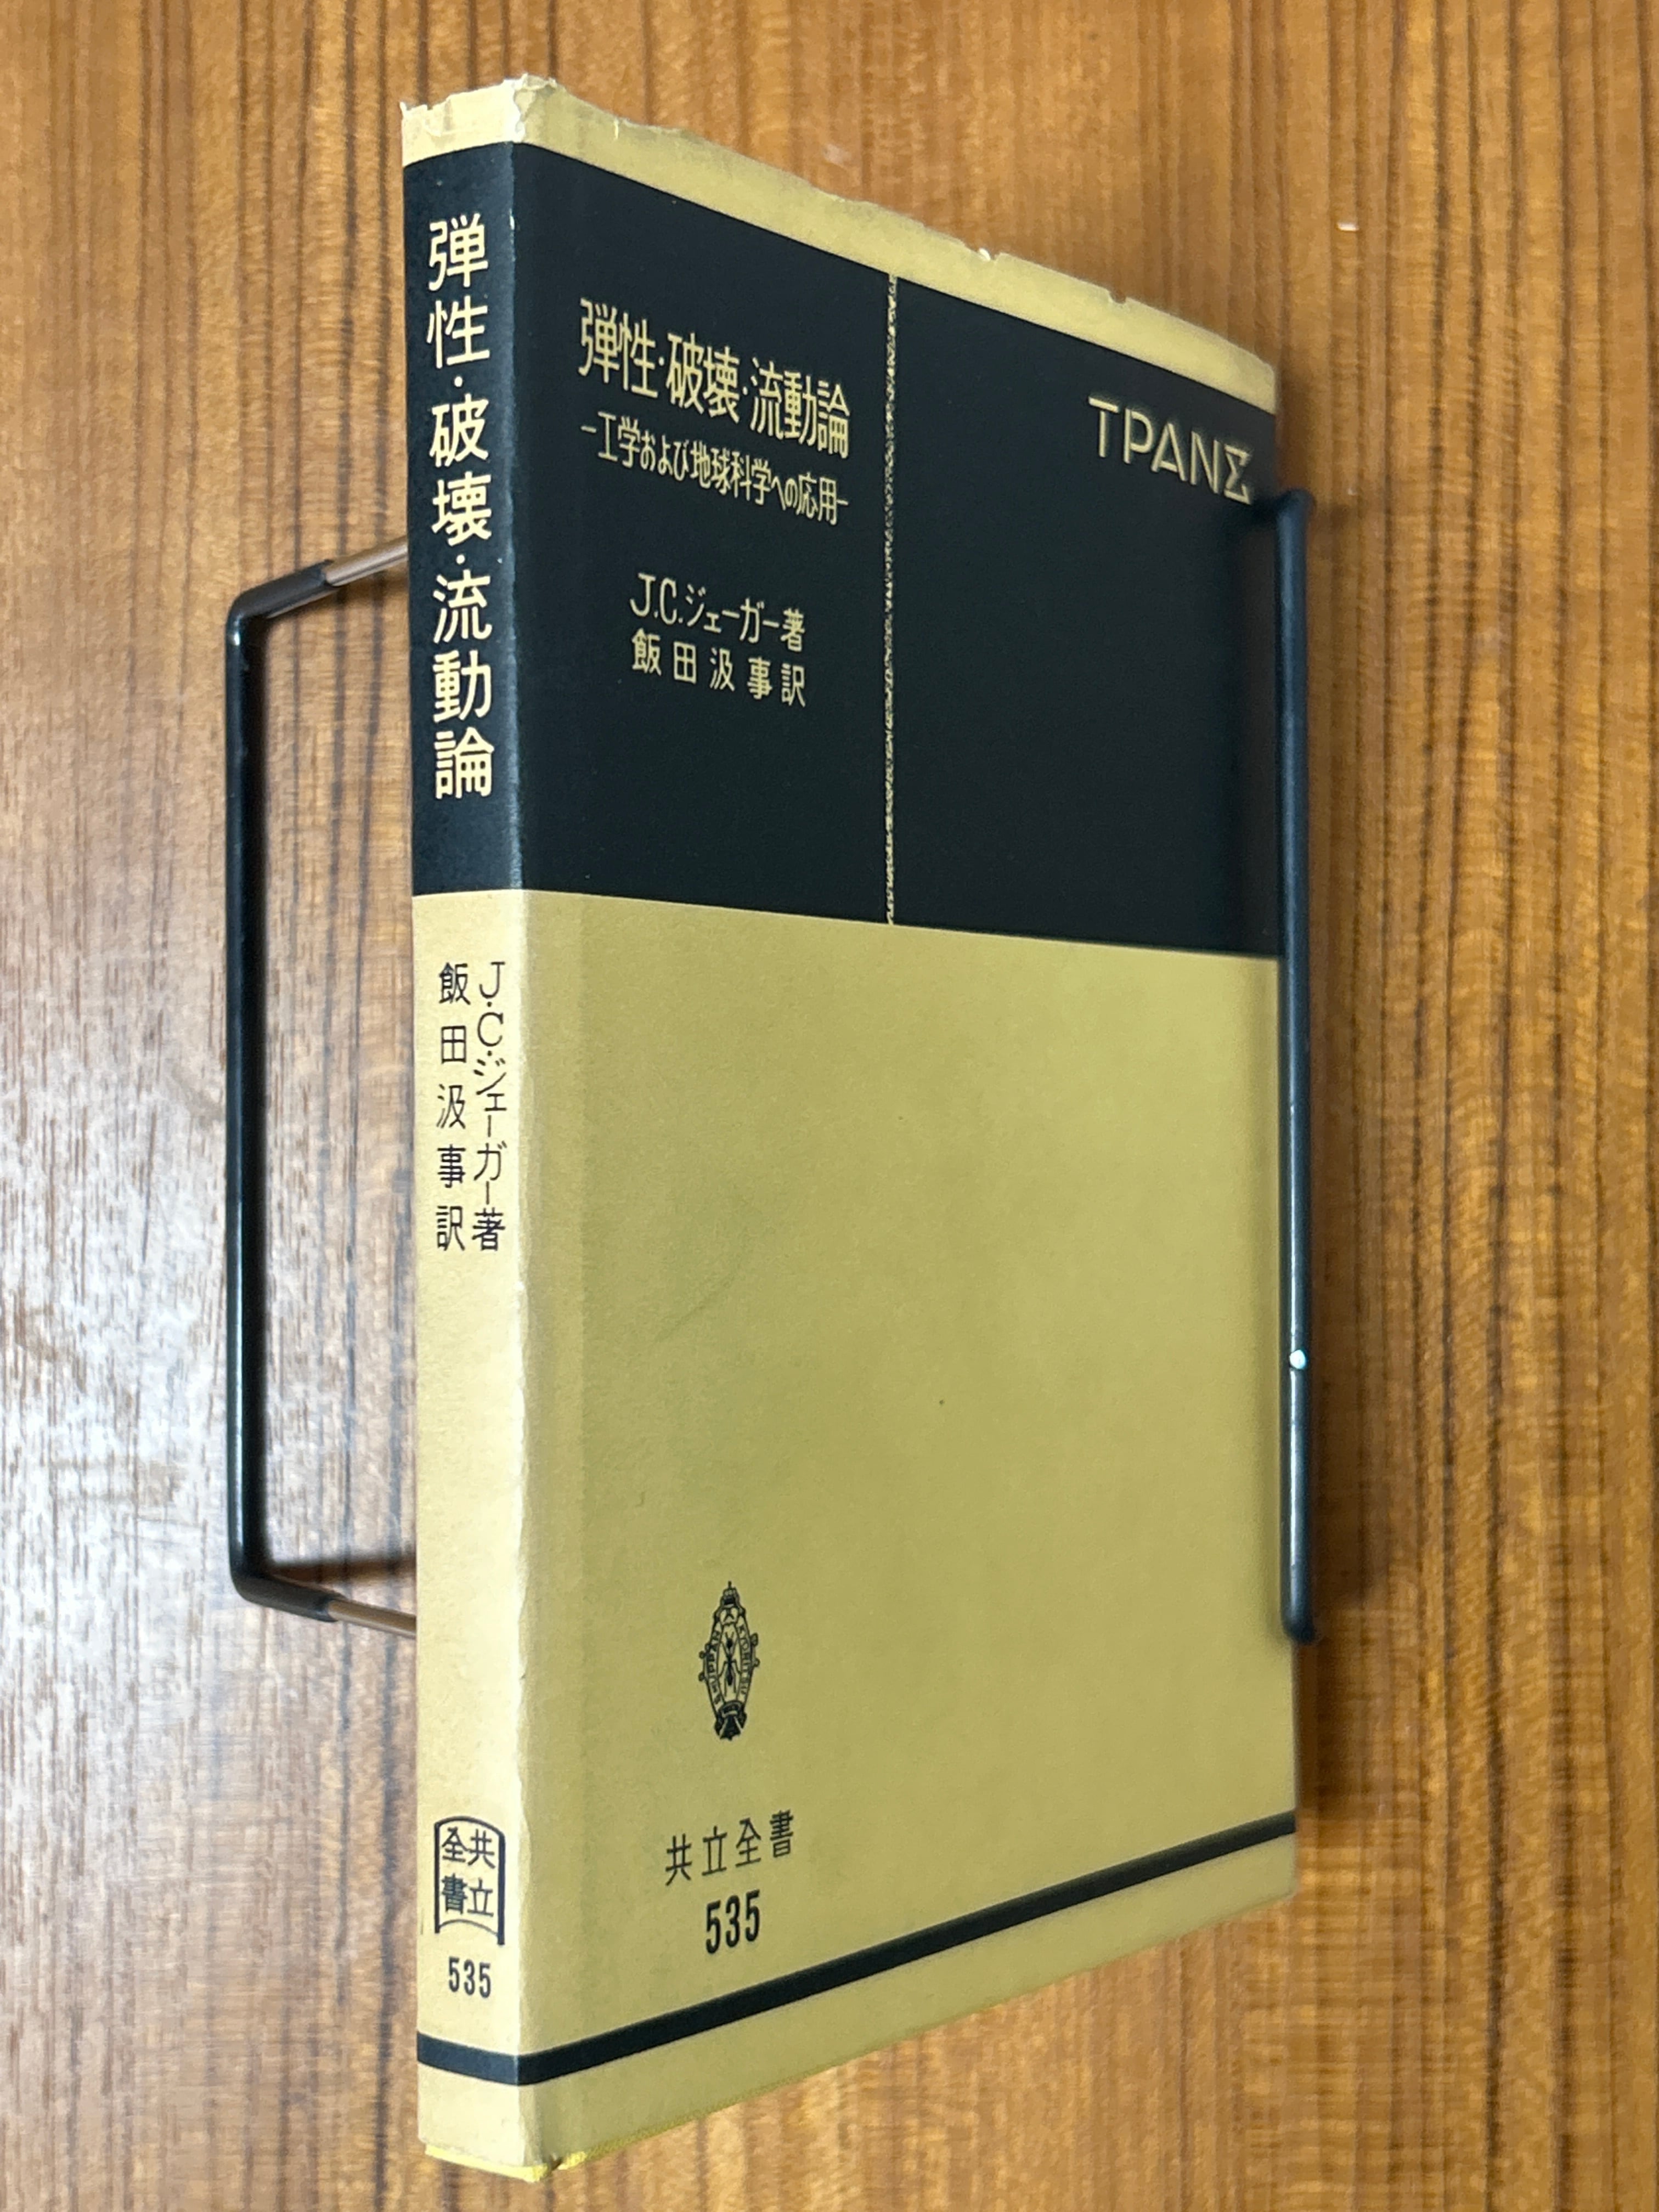 弾性・破壊・流動論
J.C.ジェーガー著
飯田汲事訳
共立
全書
535
弾性・破壊・流動論
−工学および地球科学への応用−
J.C.ジェーガー著
飯田汲事訳
TPANΣ
共立全書
535